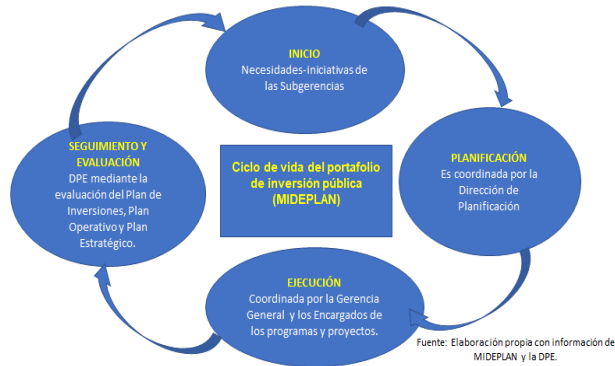 INICIO
Necesidades-iniciativas de
las Subgerencias
PLANIFICACIÓN
Es coordinada por la
Dirección de
Planificación
EJECUCIÓN
Coordinada por la Gerencia
General y los Encargados de
los programas y proyectos.
SEGUIMIENTO Y
EVALUACIÓN
DPE mediante la
evaluación del Plan de
Inversiones, Plan
Operativo y Plan
Estratégico.
Ciclo de vida del portafolio
de inversión pública
(MIDEPLAN)
Fuente: Elaboración propia con información de
MIDEPLAN y la DPE.